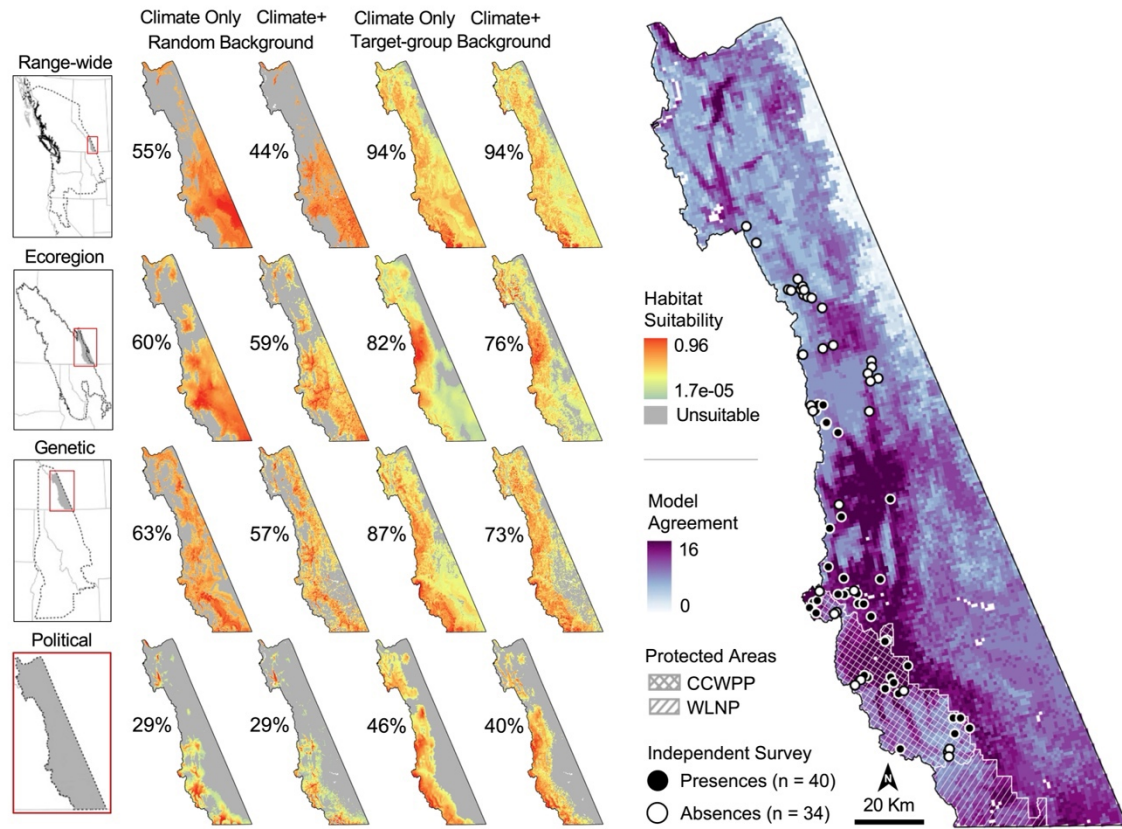 Climate Only Climate+ Climate Only Climate+
Random Background Target-group Background
Range-wide
55% 44% 94% 94%
Ecoregion
60% 59% 82% 76%
Genetic
63% 57% 87% 73%
Political
29% 29% 46% 40%
Habitat
Suitability
0.96
1.7e-05
Unsuitable
Model
Agreement
16
0
Protected Areas
CCWPP
WLNP
Independent Survey
Presences (n = 40)
Absences (n = 34)
N
20 Km